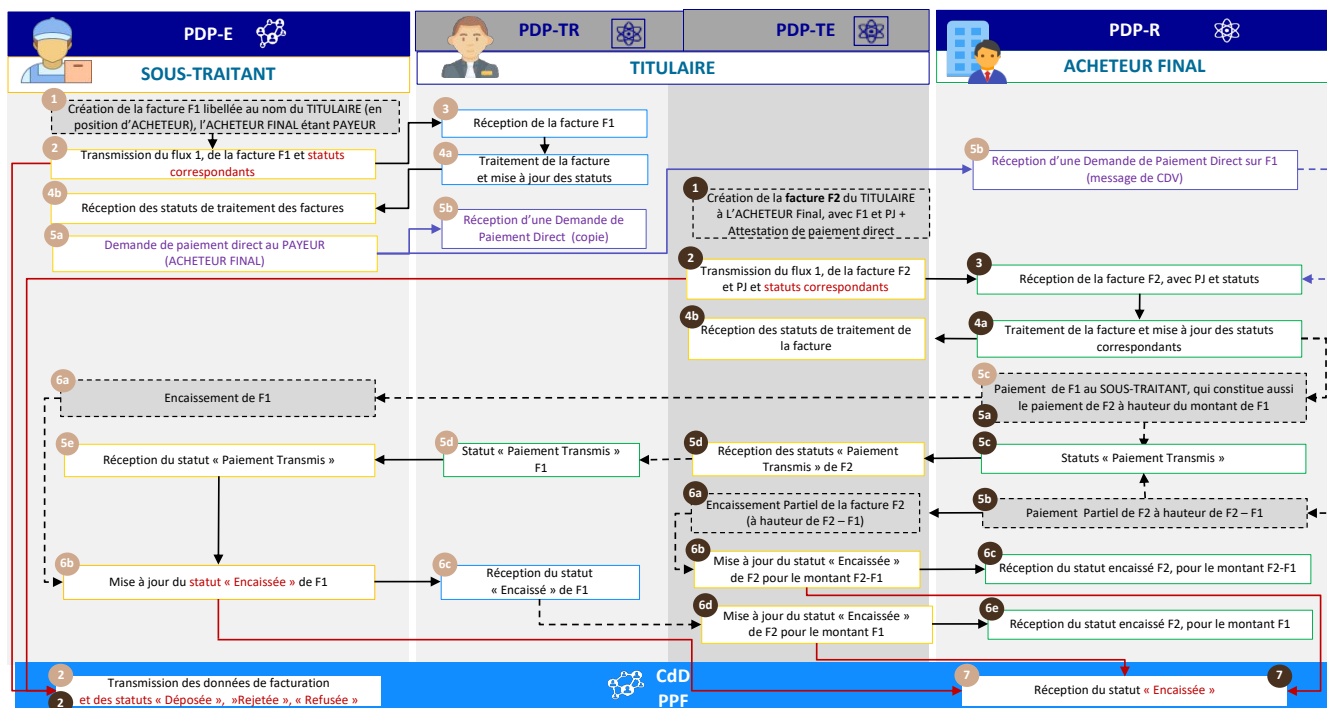 PDP-E
PDP-TR
PDP-TE
PDP-R
SOUS-TRAITANT
TITULAIRE
ACHETEUR FINAL
1
Création de la facture F1 libellée au nom du TITULAIRE (en
position d'ACHETEUR), l'ACHETEUR FINAL étant PAYEUR
2
Transmission du flux 1, de la facture F1 et statuts
correspondants
3
Réception de la facture F1
4a
Traitement de la facture
et mise à jour des statuts
4b
Réception des statuts de traitement des factures
5a
Demande de paiement direct au PAYEUR
(ACHETEUR FINAL)
5b
Réception d'une Demande de
Paiement Direct (copie)
5b
Réception d'une Demande de Paiement Direct sur F1
(message de CDV)
1
Création de la facture F2 du TITULAIRE
à L'ACHETEUR Final, avec F1 et PJ +
Attestation de paiement direct
2
Transmission du flux 1, de la facture F2
et PJ et statuts correspondants
3
Réception de la facture F2, avec PJ et statuts
4b
Réception des statuts de traitement de
la facture
4a
Traitement de la facture et mise à jour des statuts
correspondants
6a
Encaissement de F1
5c
Paiement de F1 au SOUS-TRAITANT, qui constitue aussi
le paiement de F2 à hauteur du montant de F1
5a
5e
Réception du statut « Paiement Transmis »
5d
Statut « Paiement Transmis »
F1
5d
Réception des statuts « Paiement
Transmis » de F2
5c
Statuts « Paiement Transmis »
6a
Encaissement Partiel de la facture F2
(à hauteur de F2 – F1)
5b
Paiement Partiel de F2 à hauteur de F2 – F1
6b
Mise à jour du statut « Encaissée » de F1
6c
Réception du statut
« Encaissé » de F1
6b
Mise à jour du statut « Encaissée »
de F2 pour le montant F2-F1
6c
Réception du statut encaissé F2, pour le montant F2-F1
6d
Mise à jour du statut « Encaissée »
de F2 pour le montant F1
6e
Réception du statut encaissé F2, pour le montant F1
2
Transmission des données de facturation
et des statuts « Déposée », »Rejetée », « Refusée »
2
CdD
PPF
7
Réception du statut « Encaissée »
7